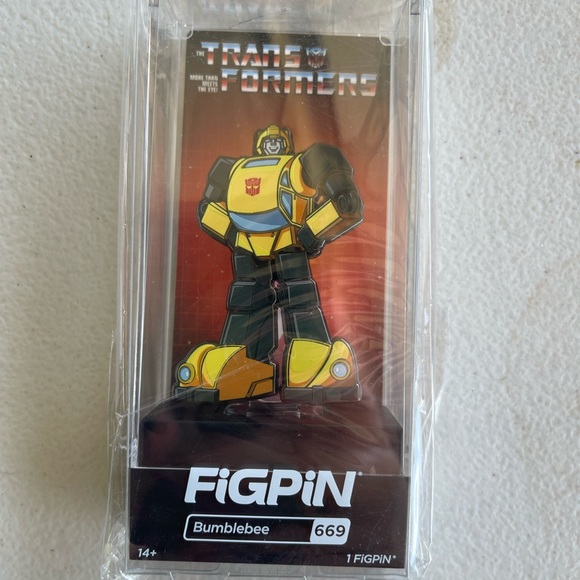 THE TRANSFORMERS
MORE THAN
MEETS
THE EYE!
FiGPiN®
Bumblebee 669
14+ 1 FiGPiN®